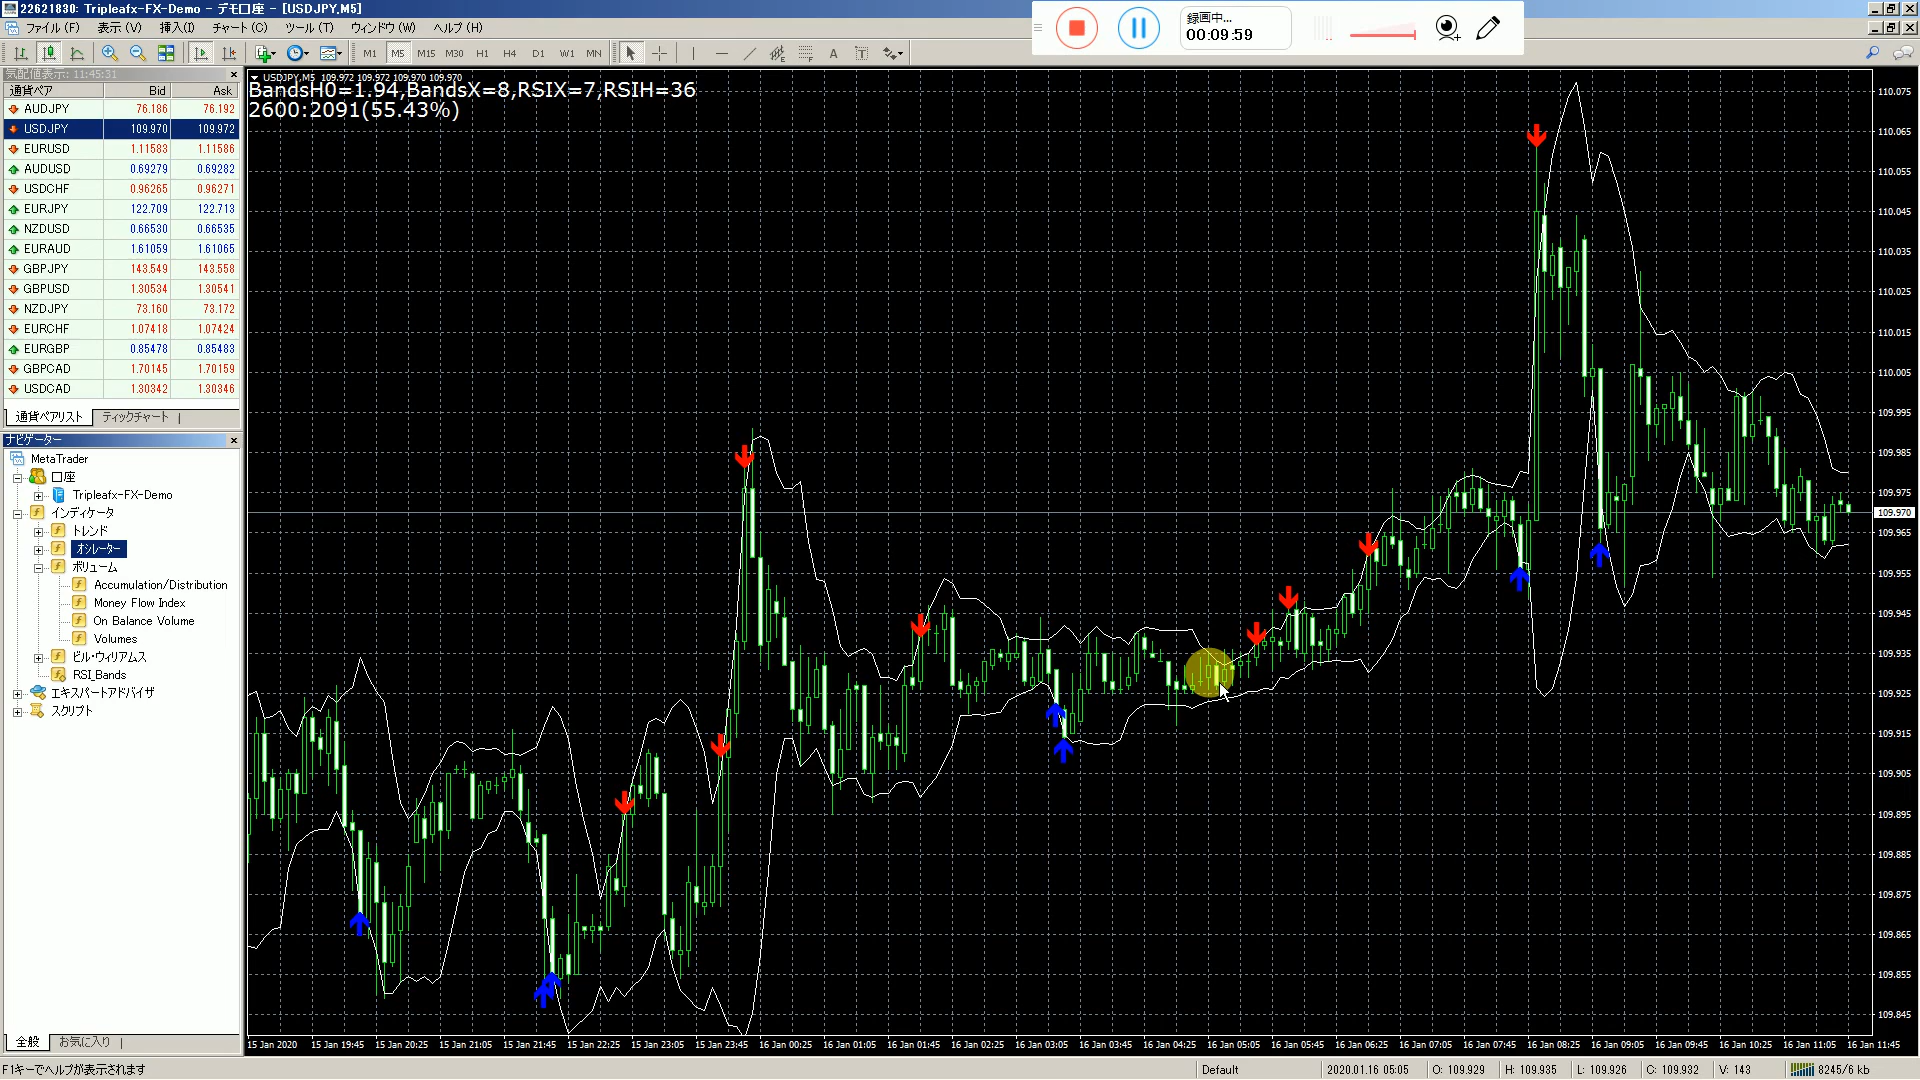 22621830: Tripleafx-FX-Demo - デモ口座 - [USDJPY,M5]
ファイル (F) 表示 (V) 挿入(I) チャート (C) ツール (T) ウィンドウ (W) ヘルプ (H)
録画中...
00:09:59
M1 M5 M15 M30 H1 H4 D1 W1 MN
気配値表示: 11:45:31
通貨ペア Bid Ask
AUDJPY 76.186 76.192
USDJPY 109.970 109.972
EURUSD 1.11583 1.11586
AUDUSD 0.69279 0.69282
USDCHF 0.96265 0.96271
EURJPY 122.709 122.713
NZDUSD 0.66530 0.66535
EURAUD 1.61059 1.61065
GBPJPY 143.549 143.558
GBPUSD 1.30534 1.30541
NZDJPY 73.160 73.172
EURCHF 1.07418 1.07424
EURGBP 0.85478 0.85483
GBPCAD 1.70145 1.70159
USDCAD 1.30342 1.30346
通貨ペアリスト ティックチャート
ナビゲーター
MetaTrader
口座
Tripleafx-FX-Demo
インディケータ
トレンド
オシレーター
ボリューム
Accumulation/Distribution
Money Flow Index
On Balance Volume
Volumes
ビル・ウィリアムス
RSI_Bands
エキスパートアドバイザ
スクリプト
全般 お気に入り
USDJPY,M5 109.972 109.972 109.970 109.970
BandsH0=1.94,BandsX=8,RSIX=7,RSIH=36
2600:2091(55.43%)
110.075
110.065
110.055
110.045
110.035
110.025
110.015
110.005
109.995
109.985
109.975
109.970
109.965
109.955
109.945
109.935
109.925
109.915
109.905
109.895
109.885
109.875
109.865
109.855
109.845
15 Jan 2020 15 Jan 19:45 15 Jan 20:25 15 Jan 21:05 15 Jan 21:45 15 Jan 22:25 15 Jan 23:05 15 Jan 23:45 16 Jan 00:25 16 Jan 01:05 16 Jan 01:45 16 Jan 02:25 16 Jan 03:05 16 Jan 03:45 16 Jan 04:25 16 Jan 05:05 16 Jan 05:45 16 Jan 06:25 16 Jan 07:05 16 Jan 07:45 16 Jan 08:25 16 Jan 09:05 16 Jan 09:45 16 Jan 10:25 16 Jan 11:05 16 Jan 11:45
F1キーでヘルプが表示されます Default 2020.01.16 05:05 O: 109.929 H: 109.935 L: 109.926 C: 109.932 V: 143 8245/6 kb